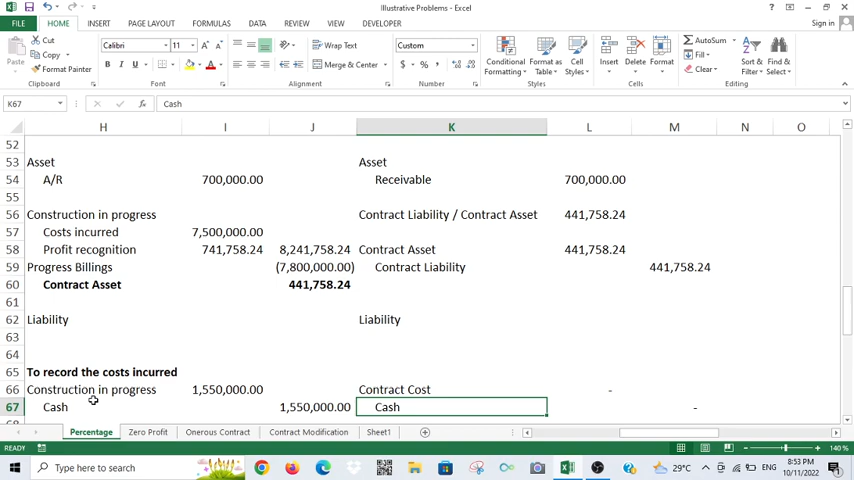 Illustrative Problems - Excel
Sign in
FILE HOME INSERT PAGE LAYOUT FORMULAS DATA REVIEW VIEW DEVELOPER
Cut
Copy
Format Painter
Paste
Clipboard
Calibri 11
B I U
Font
Wrap Text
Merge & Center
Alignment
Custom
$ % ,
Number
Conditional Formatting
Format as Table
Cell Styles
Styles
Insert
Delete
Format
Cells
AutoSum
Fill
Clear
Sort & Filter
Find & Select
Editing
K67 fx Cash
H I J K L M N O
52
53 Asset Asset
54 A/R 700,000.00 Receivable 700,000.00
55
56 Construction in progress Contract Liability / Contract Asset 441,758.24
57 Costs incurred 7,500,000.00
58 Profit recognition 741,758.24 8,241,758.24 Contract Asset 441,758.24
59 Progress Billings (7,800,000.00) Contract Liability 441,758.24
60 Contract Asset 441,758.24
61
62 Liability Liability
63
64
65 To record the costs incurred
66 Construction in progress 1,550,000.00 Contract Cost -
67 Cash 1,550,000.00 Cash -
Percentage Zero Profit Onerous Contract Contract Modification Sheet1
READY 140 %
Type here to search
29°C
ENG
8:53 PM
10/11/2022